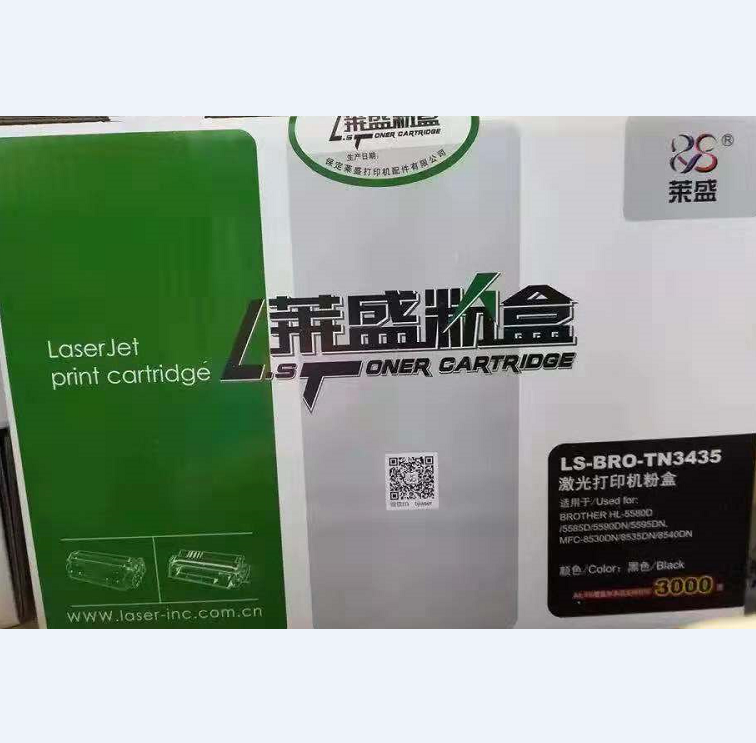 莱盛粉盒
L.S TONER CARTRIDGE
生产日期:
保定莱盛打印机配件有限公司
®
莱盛
LaserJet
print cartridge
莱盛粉盒
L.S TONER CARTRIDGE
LS-BRO-TN3435
激光打印机粉盒
适用于/Used for:
BROTHER HL-5580D
/5585D/5590DN/5595DN,
MFC-8530DN/8535DN/8540DN
颜色/Color: 黑色/Black
3000
www.laser-inc.com.cn